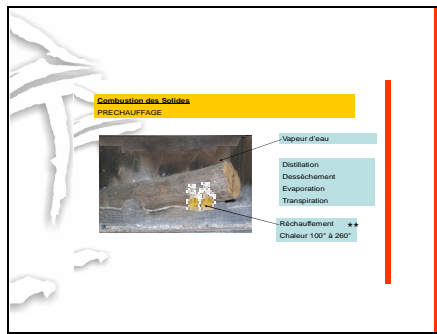 Combustion des Solides
PRECHAUFFAGE
Vapeur d'eau
Distillation
Dessèchement
Evaporation
Transpiration
Réchauffement ★★
Chaleur 100° à 260°